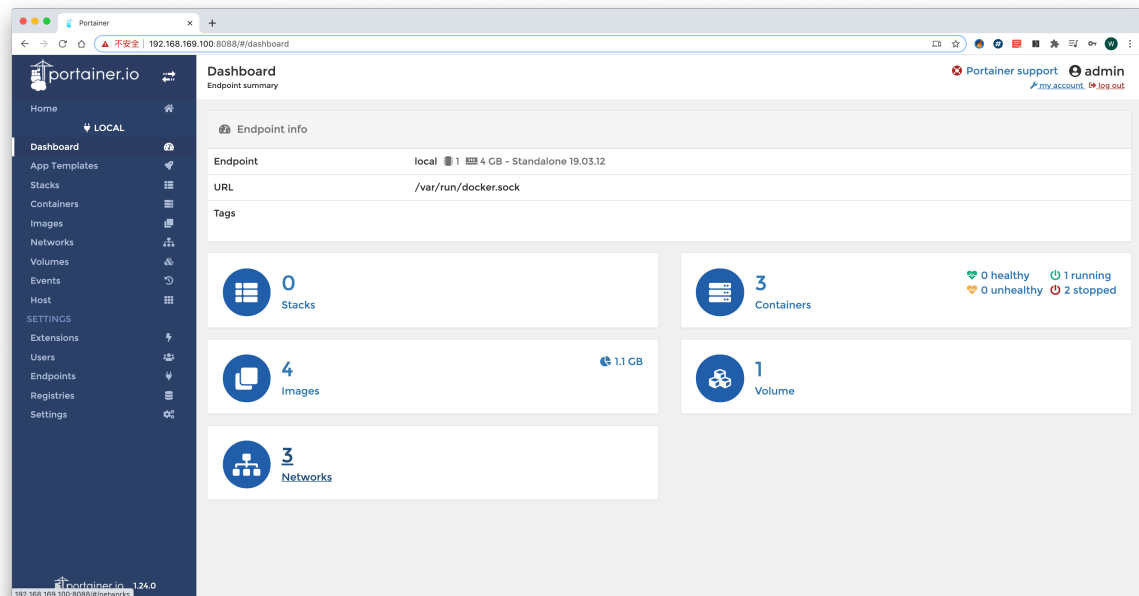 Portainer
不安全 192.168.169.100:8088/#/dashboard
W
portainer.io
Home
LOCAL
Dashboard
App Templates
Stacks
Containers
Images
Networks
Volumes
Events
Host
SETTINGS
Extensions
Users
Endpoints
Registries
Settings
portainer.io 1.24.0
192.168.169.100:8088/#/networks
Dashboard
Endpoint summary
Portainer support admin
my account log out
Endpoint info
Endpoint local 1 4 GB - Standalone 19.03.12
URL /var/run/docker.sock
Tags
0
Stacks
3
Containers
0 healthy 1 running
0 unhealthy 2 stopped
4
Images
1.1 GB
1
Volume
3
Networks